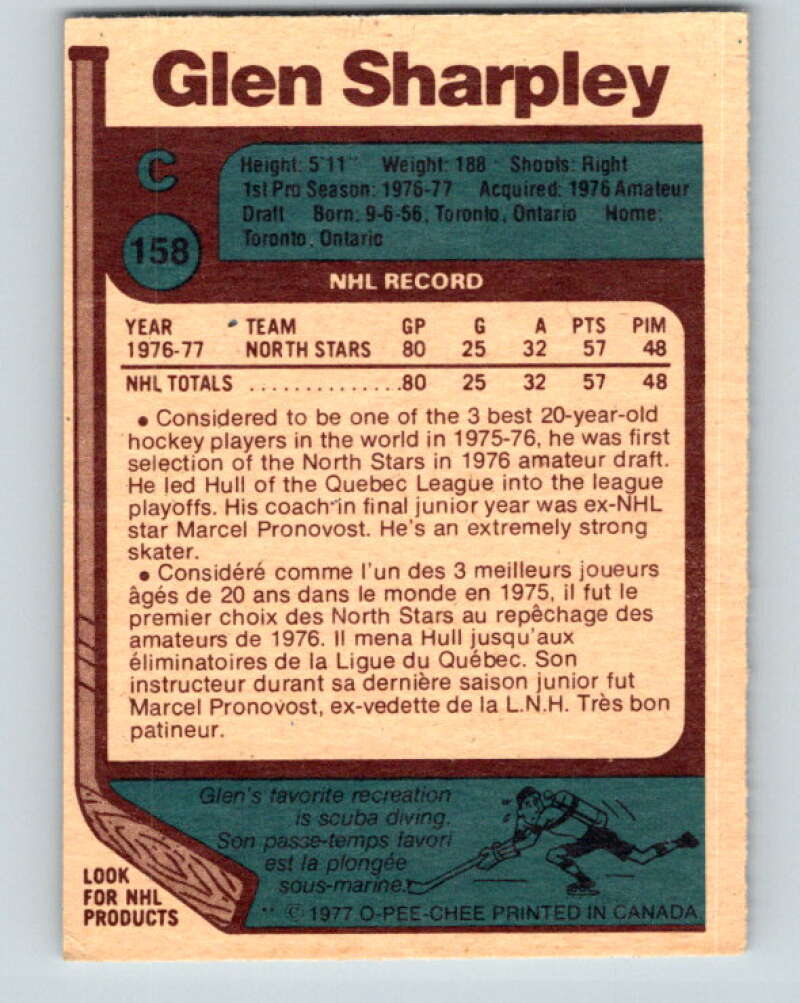 Glen Sharpley
C
Height: 5'11" Weight: 188 Shoots: Right
1st Pro Season: 1976-77 Acquired: 1976 Amateur
Draft Born: 9-6-56, Toronto, Ontario Home:
Toronto, Ontario
158
NHL RECORD
YEAR TEAM GP G A PTS PIM
1976-77 NORTH STARS 80 25 32 57 48
NHL TOTALS ..............80 25 32 57 48
• Considered to be one of the 3 best 20-year-old
hockey players in the world in 1975-76, he was first
selection of the North Stars in 1976 amateur draft.
He led Hull of the Quebec League into the league
playoffs. His coach in final junior year was ex-NHL
star Marcel Pronovost. He's an extremely strong
skater.
• Considéré comme l'un des 3 meilleurs joueurs
âgés de 20 ans dans le monde en 1975, il fut le
premier choix des North Stars au repêchage des
amateurs de 1976. Il mena Hull jusqu'aux
éliminatoires de la Ligue du Québec. Son
instructeur durant sa dernière saison junior fut
Marcel Pronovost, ex-vedette de la L.N.H. Très bon
patineur.
Glen's favorite recreation
is scuba diving.
Son passe-temps favori
est la plongée
sous-marine.
LOOK
FOR NHL
PRODUCTS
** © 1977 O-PEE-CHEE PRINTED IN CANADA